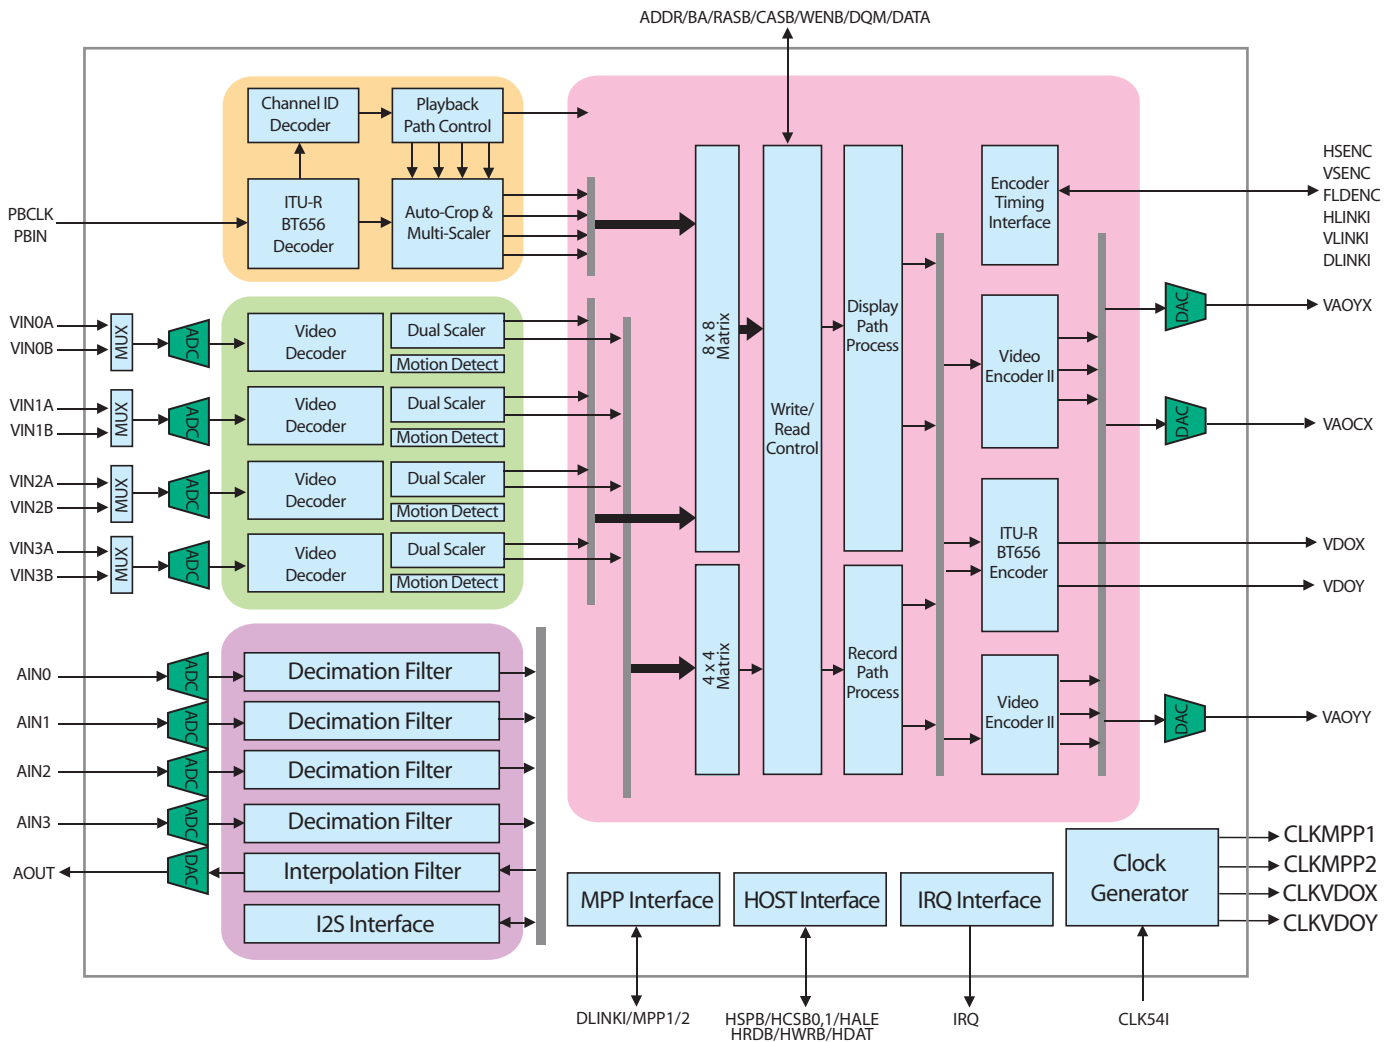 ADDR/BA/RASB/CASB/WENB/DQM/DATA
Channel ID
Decoder
Playback
Path Control
ITU-R
BT656
Decoder
Auto-Crop &
Multi-Scaler
PBCLK
PBIN
VIN0A
VIN0B
MUX
ADC
Video
Decoder
Dual Scaler
Motion Detect
VIN1A
VIN1B
MUX
ADC
Video
Decoder
Dual Scaler
Motion Detect
VIN2A
VIN2B
MUX
ADC
Video
Decoder
Dual Scaler
Motion Detect
VIN3A
VIN3B
MUX
ADC
Video
Decoder
Dual Scaler
Motion Detect
AIN0
ADC
Decimation Filter
AIN1
ADC
Decimation Filter
AIN2
ADC
Decimation Filter
AIN3
ADC
Decimation Filter
AOUT
DAC
Interpolation Filter
I2S Interface
8 x 8
Matrix
4 x 4
Matrix
Write/
Read
Control
Display
Path
Process
Record
Path
Process
Encoder
Timing
Interface
Video
Encoder II
ITU-R
BT656
Encoder
Video
Encoder II
HSENC
VSENC
FLDENC
HLINKI
VLINKI
DLINKI
DAC
VAOYX
DAC
VAOCX
VDOX
VDOY
DAC
VAOYY
MPP Interface
HOST Interface
IRQ Interface
Clock
Generator
CLKMPP1
CLKMPP2
CLKVDOX
CLKVDOY
DLINKI/MPP1/2
HSPB/HCSB0,1/HALE
HRDB/HWRB/HDAT
IRQ
CLK54I